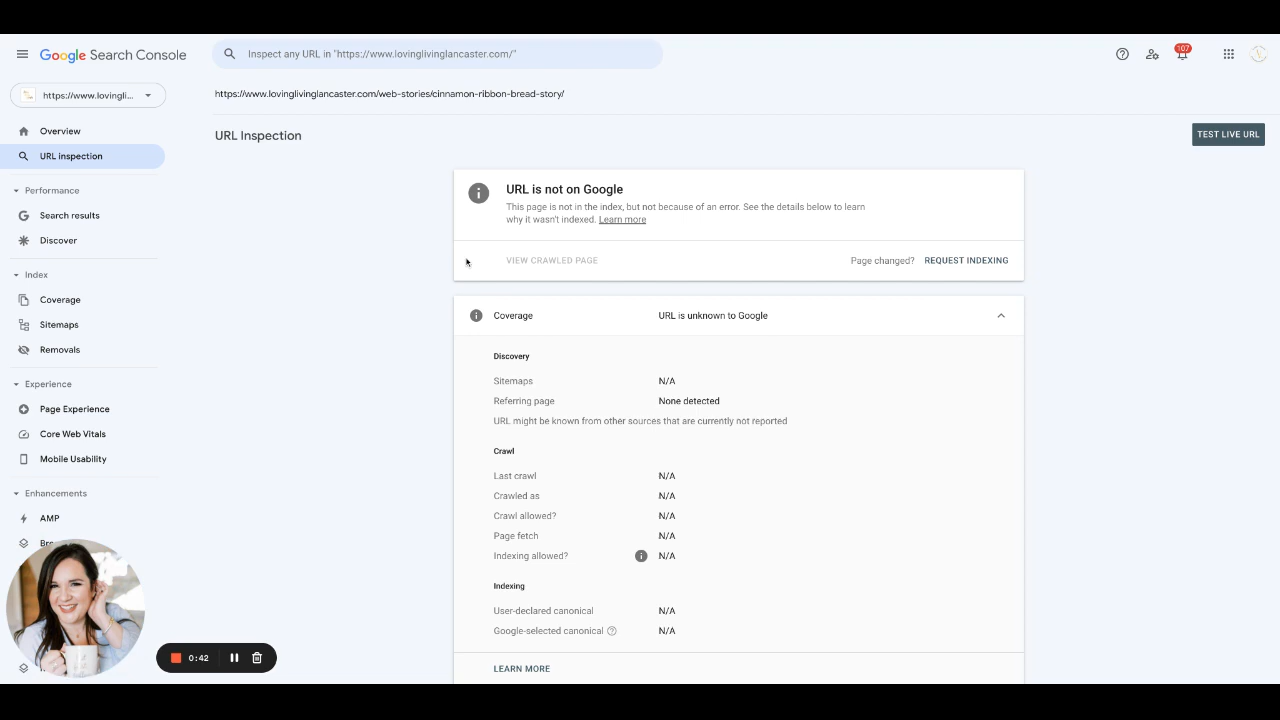 Google Search Console
Inspect any URL in "https://www.lovinglivinglancaster.com/"
107
https://www.lovingli...
https://www.lovinglivinglancaster.com/web-stories/cinnamon-ribbon-bread-story/
Overview
URL inspection
URL Inspection
TEST LIVE URL
Performance
Search results
Discover
Index
Coverage
Sitemaps
Removals
Experience
Page Experience
Core Web Vitals
Mobile Usability
Enhancements
AMP
URL is not on Google
This page is not in the index, but not because of an error. See the details below to learn
why it wasn't indexed. Learn more
VIEW CRAWLED PAGE
Page changed? REQUEST INDEXING
Coverage URL is unknown to Google
Discovery
Sitemaps N/A
Referring page None detected
URL might be known from other sources that are currently not reported
Crawl
Last crawl N/A
Crawled as N/A
Crawl allowed? N/A
Page fetch N/A
Indexing allowed? N/A
Indexing
User-declared canonical N/A
Google-selected canonical N/A
LEARN MORE
0:42